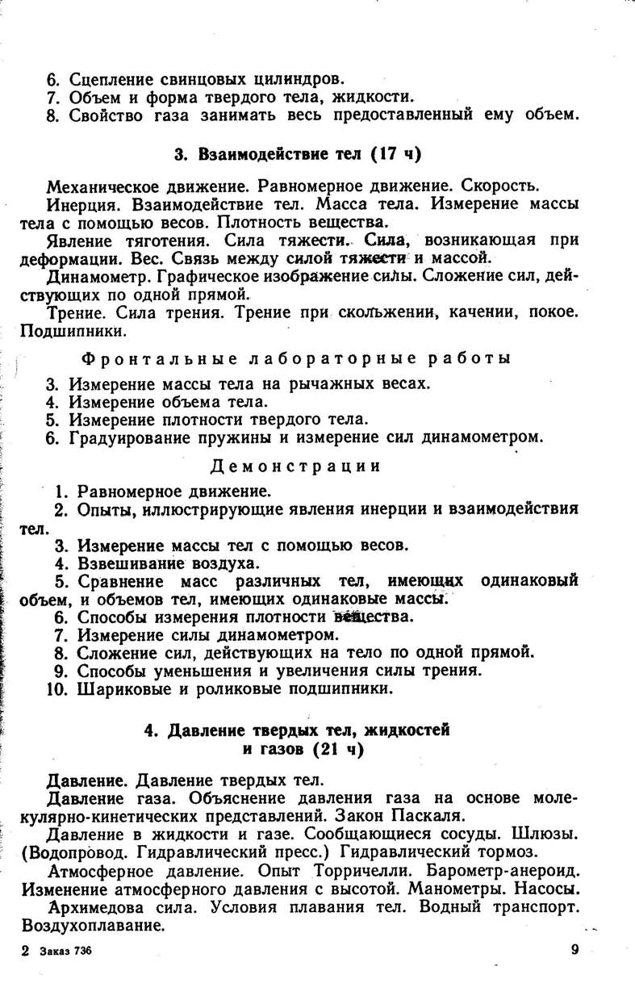 6. Сцепление свинцовых цилиндров.
7. Объем и форма твердого тела, жидкости.
8. Свойство газа занимать весь предоставленный ему объем.
3. Взаимодействие тел (17 ч)
Механическое движение. Равномерное движение. Скорость.
Инерция. Взаимодействие тел. Масса тела. Измерение массы
тела с помощью весов. Плотность вещества.
Явление тяготения. Сила тяжести. Сила, возникающая при
деформации. Вес. Связь между силой тяжести и массой.
Динамометр. Графическое изображение силы. Сложение сил, дей-
ствующих по одной прямой.
Трение. Сила трения. Трение при скольжении, качении, покое.
Подшипники.
Фронтальные лабораторные работы
3. Измерение массы тела на рычажных весах.
4. Измерение объема тела.
5. Измерение плотности твердого тела.
6. Градуирование пружины и измерение сил динамометром.
Демонстрации
1. Равномерное движение.
2. Опыты, иллюстрирующие явления инерции и взаимодействия
тел.
3. Измерение массы тел с помощью весов.
4. Взвешивание воздуха.
5. Сравнение масс различных тел, имеющих одинаковый
объем, и объемов тел, имеющих одинаковые массы.
6. Способы измерения плотности вещества.
7. Измерение силы динамометром.
8. Сложение сил, действующих на тело по одной прямой.
9. Способы уменьшения и увеличения силы трения.
10. Шариковые и роликовые подшипники.
4. Давление твердых тел, жидкостей
и газов (21 ч)
Давление. Давление твердых тел.
Давление газа. Объяснение давления газа на основе моле-
кулярно-кинетических представлений. Закон Паскаля.
Давление в жидкости и газе. Сообщающиеся сосуды. Шлюзы.
(Водопровод. Гидравлический пресс.) Гидравлический тормоз.
Атмосферное давление. Опыт Торричелли. Барометр-анероид.
Изменение атмосферного давления с высотой. Манометры. Насосы.
Архимедова сила. Условия плавания тел. Водный транспорт.
Воздухоплавание.
2 Заказ 736
9